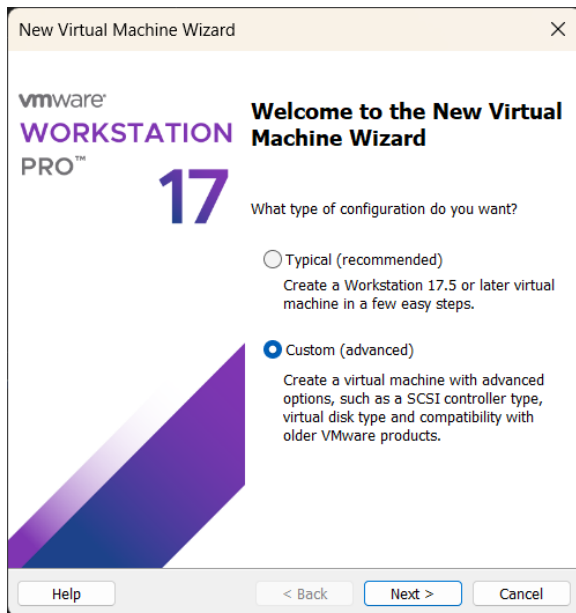 New Virtual Machine Wizard
vmware®
WORKSTATION
PRO™
17
Welcome to the New Virtual
Machine Wizard
What type of configuration do you want?
Typical (recommended)
Create a Workstation 17.5 or later virtual
machine in a few easy steps.
Custom (advanced)
Create a virtual machine with advanced
options, such as a SCSI controller type,
virtual disk type and compatibility with
older VMware products.
Help
< Back
Next >
Cancel